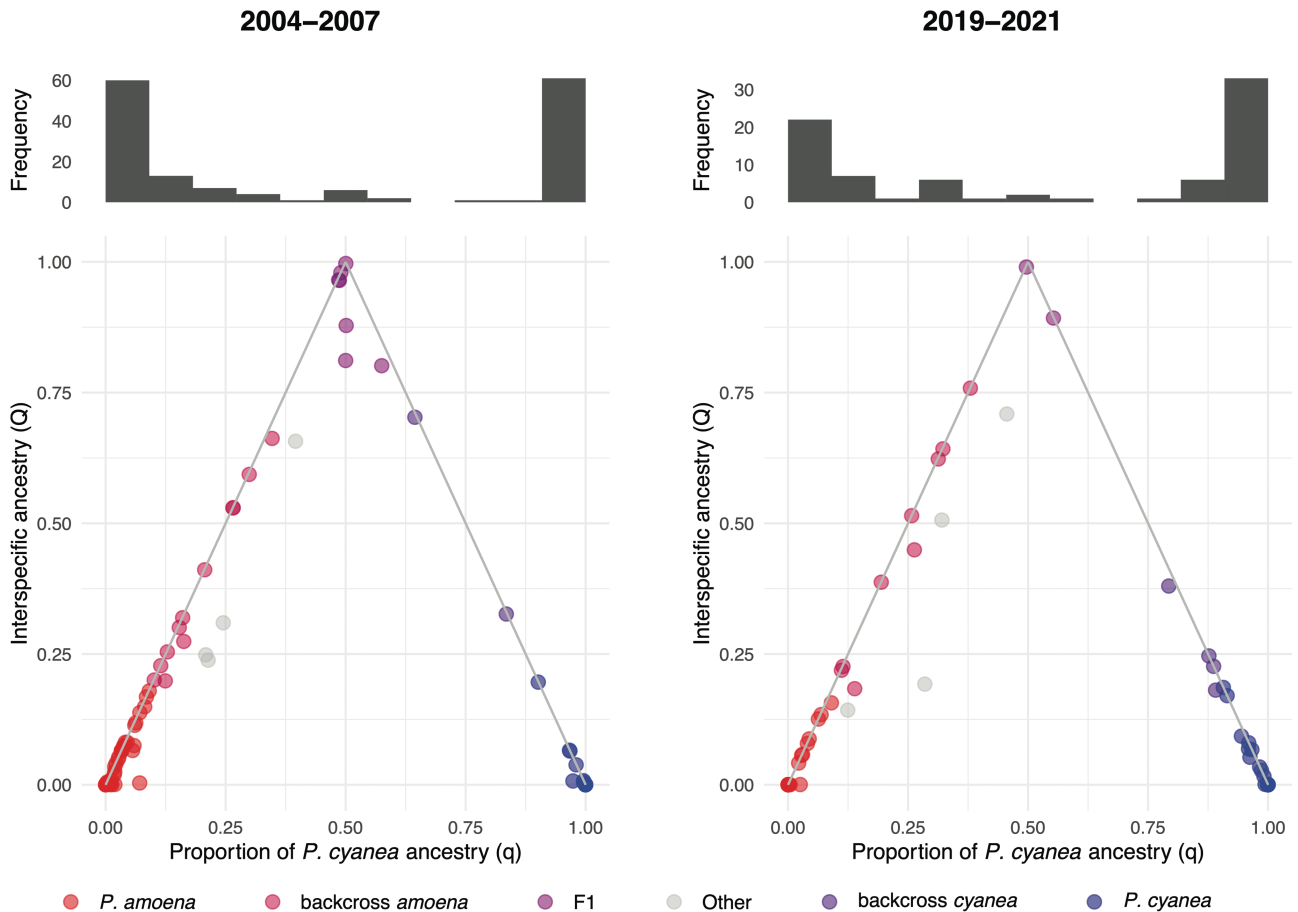 2004–2007
2019–2021
Frequency
60
40
20
0
Frequency
30
20
10
0
Interspecific ancestry (Q)
1.00
0.75
0.50
0.25
0.00
0.00 0.25 0.50 0.75 1.00
Proportion of P. cyanea ancestry (q)
Interspecific ancestry (Q)
1.00
0.75
0.50
0.25
0.00
0.00 0.25 0.50 0.75 1.00
Proportion of P. cyanea ancestry (q)
P. amoena backcross amoena F1 Other backcross cyanea P. cyanea